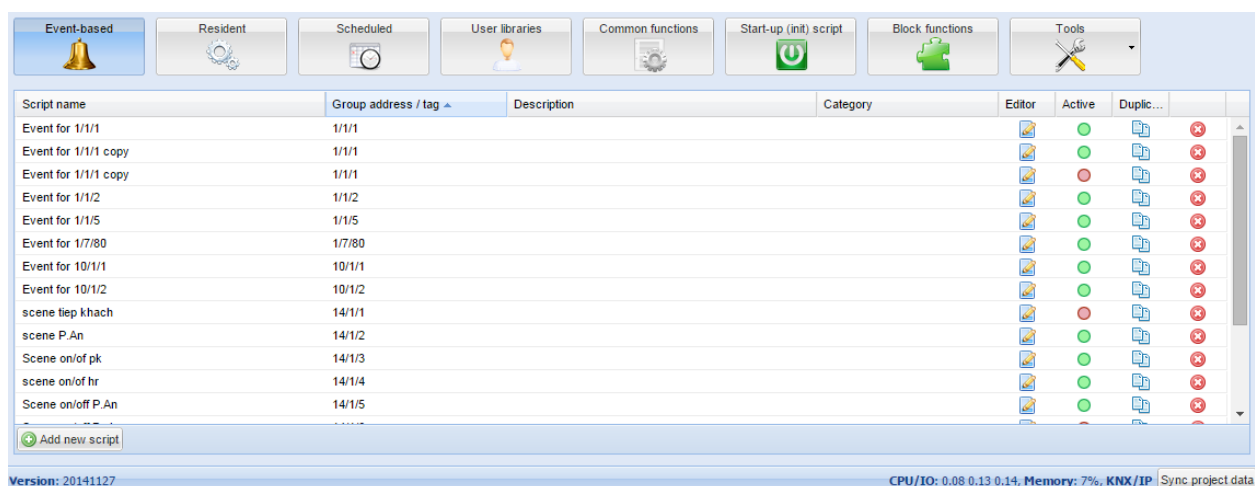 Event-based Resident Scheduled User libraries Common functions Start-up (init) script Block functions Tools
Script name Group address / tag Description Category Editor Active Duplic...
Event for 1/1/1 1/1/1
Event for 1/1/1 copy 1/1/1
Event for 1/1/1 copy 1/1/1
Event for 1/1/2 1/1/2
Event for 1/1/5 1/1/5
Event for 1/7/80 1/7/80
Event for 10/1/1 10/1/1
Event for 10/1/2 10/1/2
scene tiep khach 14/1/1
scene P.An 14/1/2
Scene on/of pk 14/1/3
scene on/of hr 14/1/4
Scene on/off P.An 14/1/5
Add new script
Version: 20141127 CPU/IO: 0.08 0.13 0.14, Memory: 7%, KNX/IP Sync project data